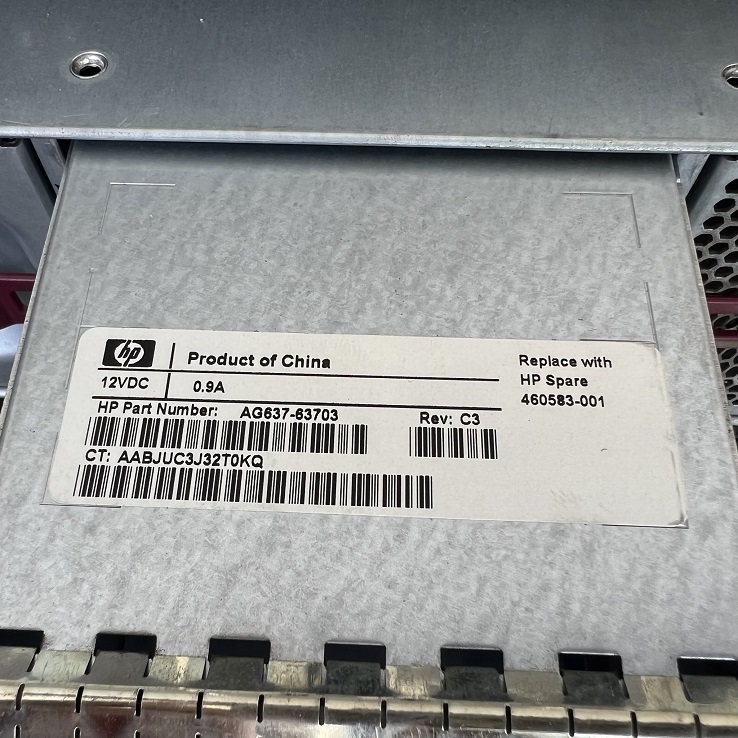 hp
Product of China
12VDC 0.9A
Replace with
HP Spare
460583-001
HP Part Number: AG637-63703 Rev: C3
CT: AABJUC3J32T0KQ